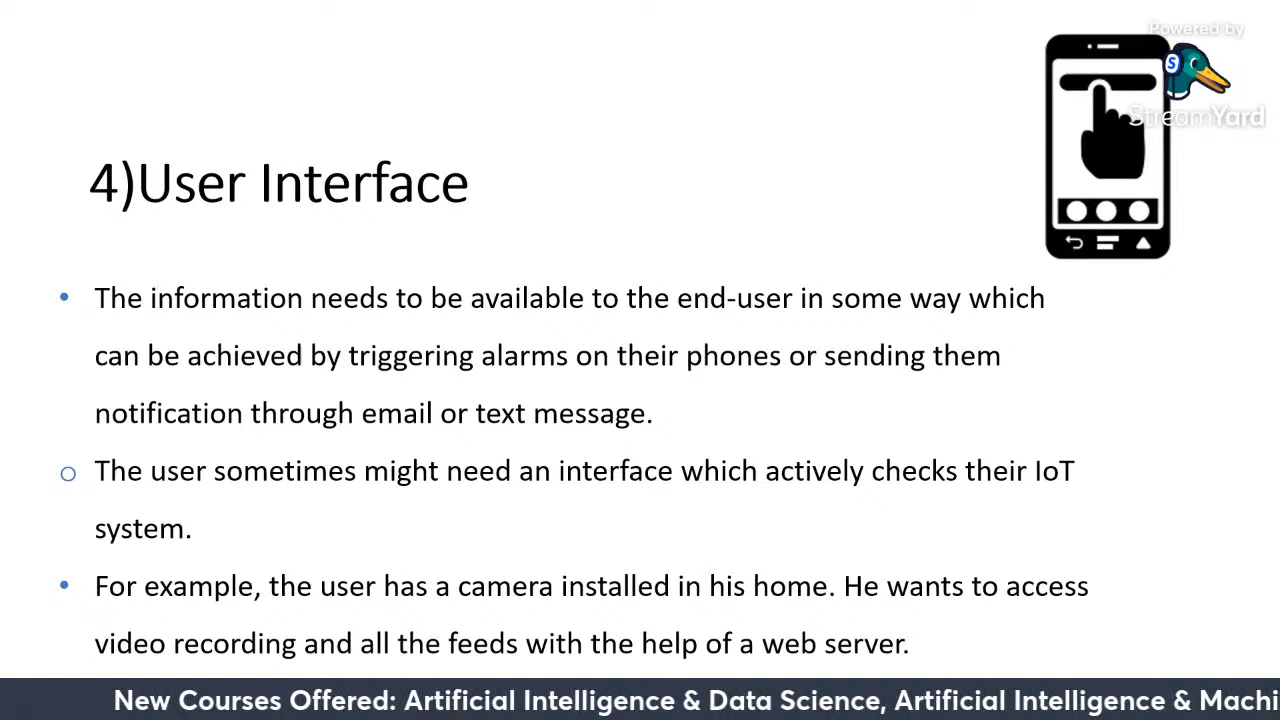 Powered by
StreamYard
4)User Interface
• The information needs to be available to the end-user in some way which
can be achieved by triggering alarms on their phones or sending them
notification through email or text message.
o The user sometimes might need an interface which actively checks their IoT
system.
• For example, the user has a camera installed in his home. He wants to access
video recording and all the feeds with the help of a web server.
New Courses Offered: Artificial Intelligence & Data Science, Artificial Intelligence & Machi